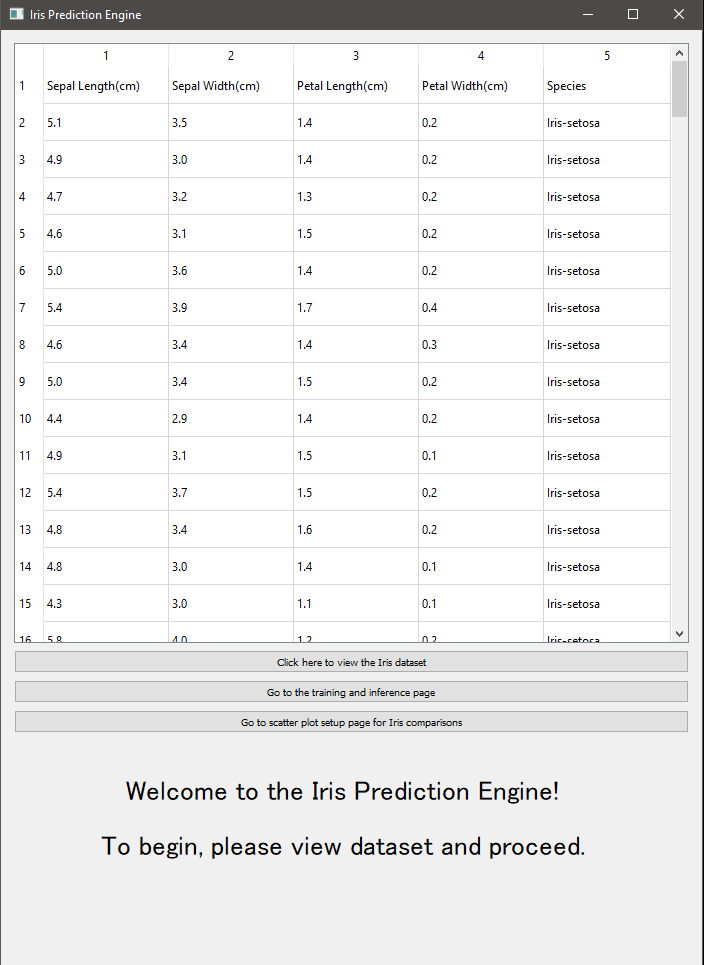 Iris Prediction Engine
1 2 3 4 5
1 Sepal Length(cm) Sepal Width(cm) Petal Length(cm) Petal Width(cm) Species
2 5.1 3.5 1.4 0.2 Iris-setosa
3 4.9 3.0 1.4 0.2 Iris-setosa
4 4.7 3.2 1.3 0.2 Iris-setosa
5 4.6 3.1 1.5 0.2 Iris-setosa
6 5.0 3.6 1.4 0.2 Iris-setosa
7 5.4 3.9 1.7 0.4 Iris-setosa
8 4.6 3.4 1.4 0.3 Iris-setosa
9 5.0 3.4 1.5 0.2 Iris-setosa
10 4.4 2.9 1.4 0.2 Iris-setosa
11 4.9 3.1 1.5 0.1 Iris-setosa
12 5.4 3.7 1.5 0.2 Iris-setosa
13 4.8 3.4 1.6 0.2 Iris-setosa
14 4.8 3.0 1.4 0.1 Iris-setosa
15 4.3 3.0 1.1 0.1 Iris-setosa
16 5.8 4.0 1.2 0.2 Iris-setosa
Click here to view the Iris dataset
Go to the training and inference page
Go to scatter plot setup page for Iris comparisons
Welcome to the Iris Prediction Engine!
To begin, please view dataset and proceed.